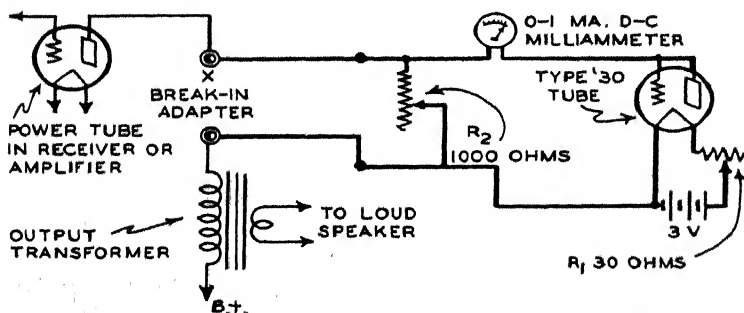 0-1 MA. D-C
MILLIAMMETER
TYPE '30
TUBE
X
BREAK-IN
ADAPTER
POWER TUBE
IN RECEIVER OR
AMPLIFIER
R2
1000 OHMS
TO LOUD
SPEAKER
OUTPUT
TRANSFORMER
3 V
R1 30 OHMS
B+